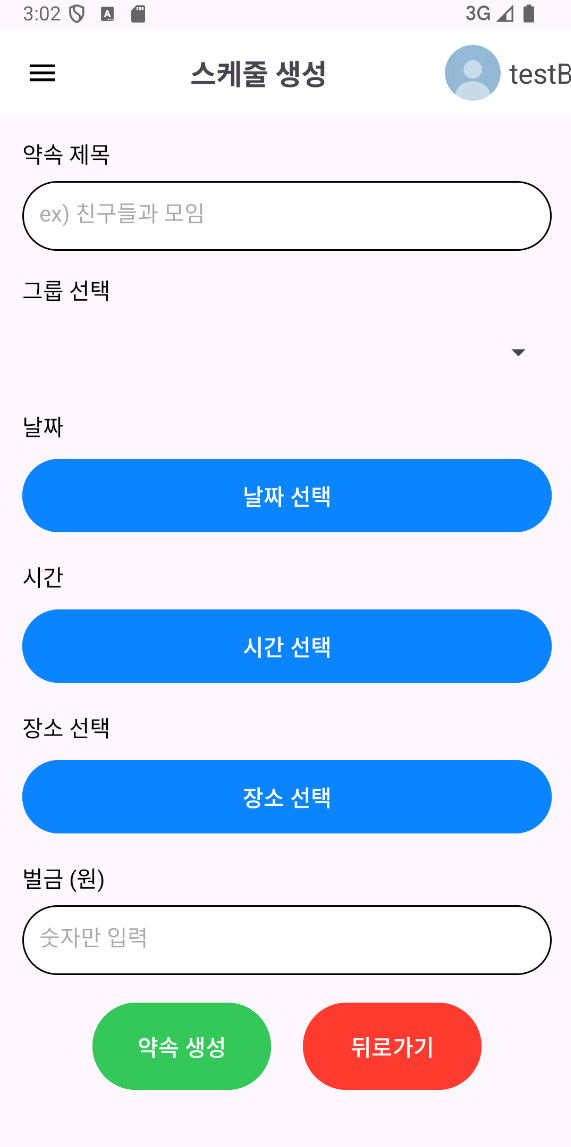 3:02 A 3G
스케줄 생성
testB
약속 제목
ex) 친구들과 모임
그룹 선택
날짜
날짜 선택
시간
시간 선택
장소 선택
장소 선택
벌금 (원)
숫자만 입력
약속 생성 뒤로가기